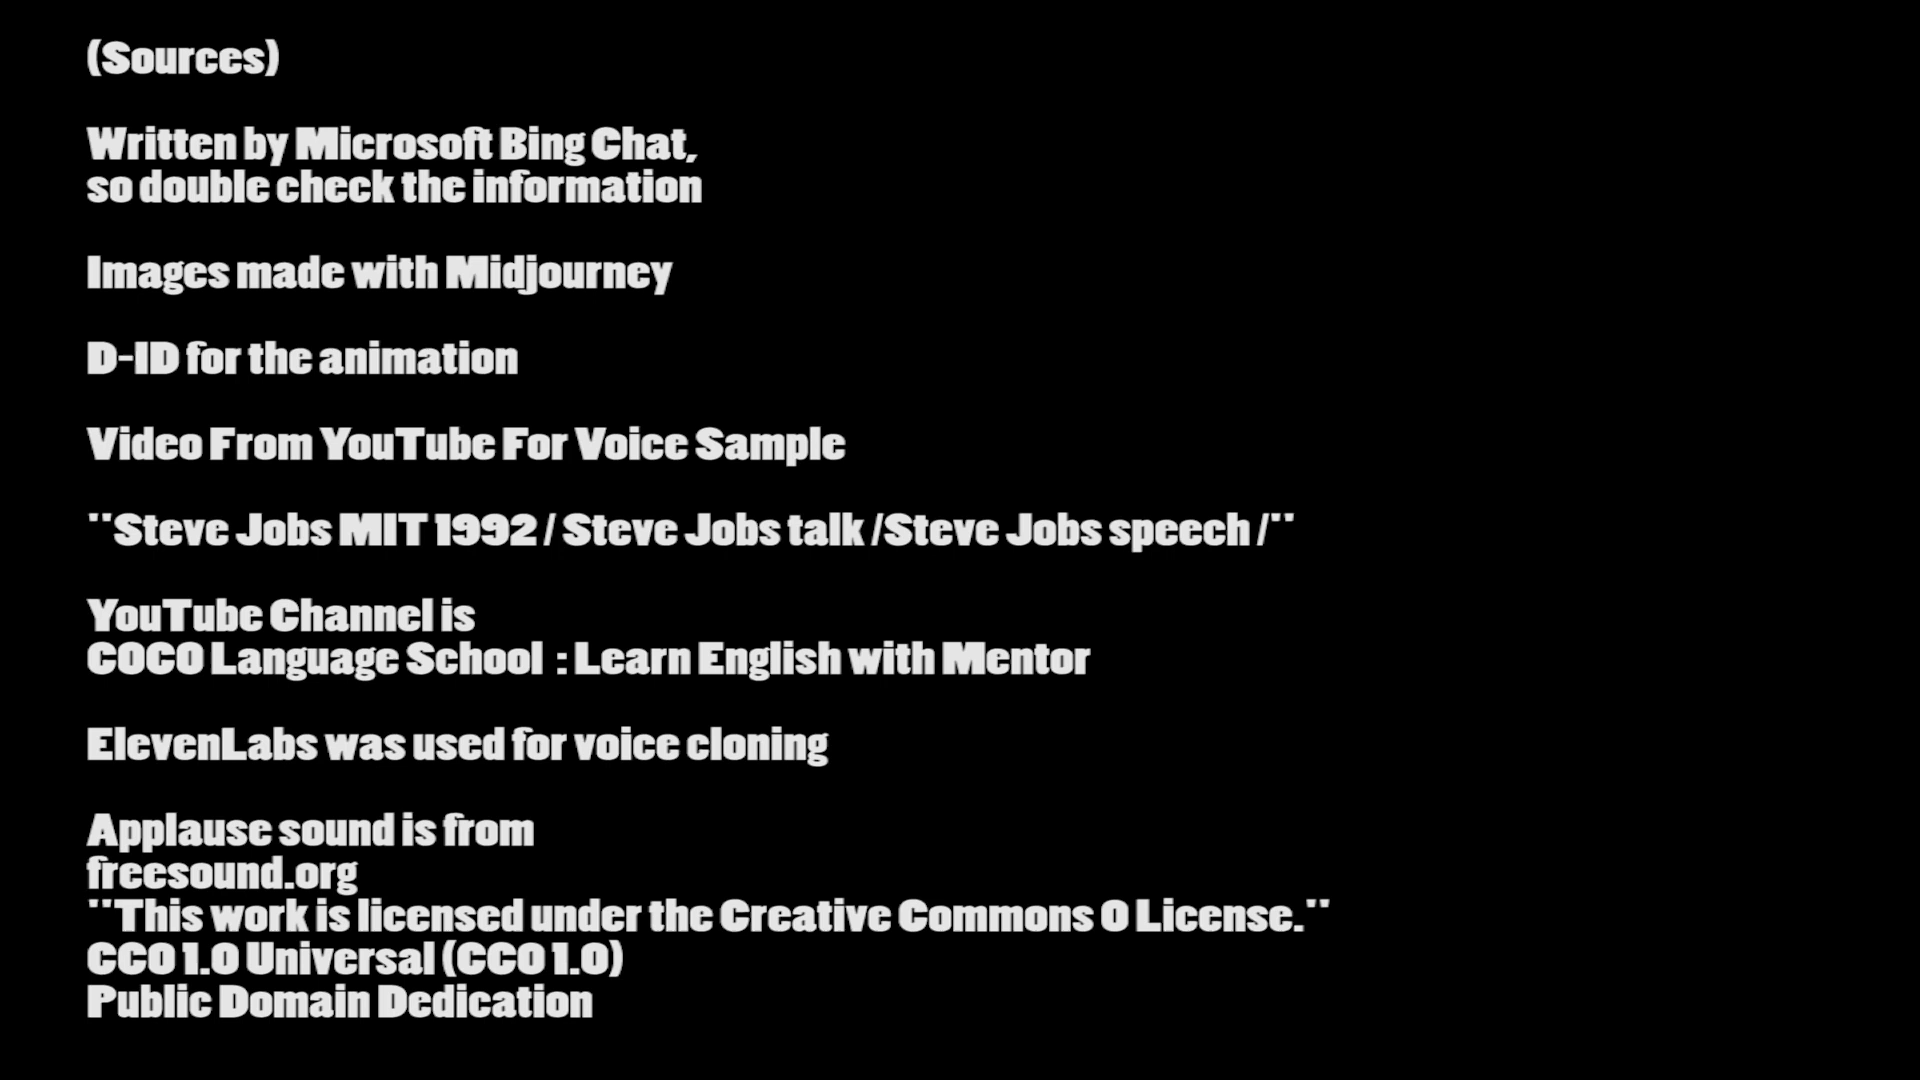 (Sources)
Written by Microsoft Bing Chat,
so double check the information
Images made with Midjourney
D-ID for the animation
Video From YouTube For Voice Sample
"Steve Jobs MIT 1992 / Steve Jobs talk /Steve Jobs speech /"
YouTube Channel is
COCO Language School : Learn English with Mentor
ElevenLabs was used for voice cloning
Applause sound is from
freesound.org
"This work is licensed under the Creative Commons 0 License."
CC0 1.0 Universal (CC0 1.0)
Public Domain Dedication